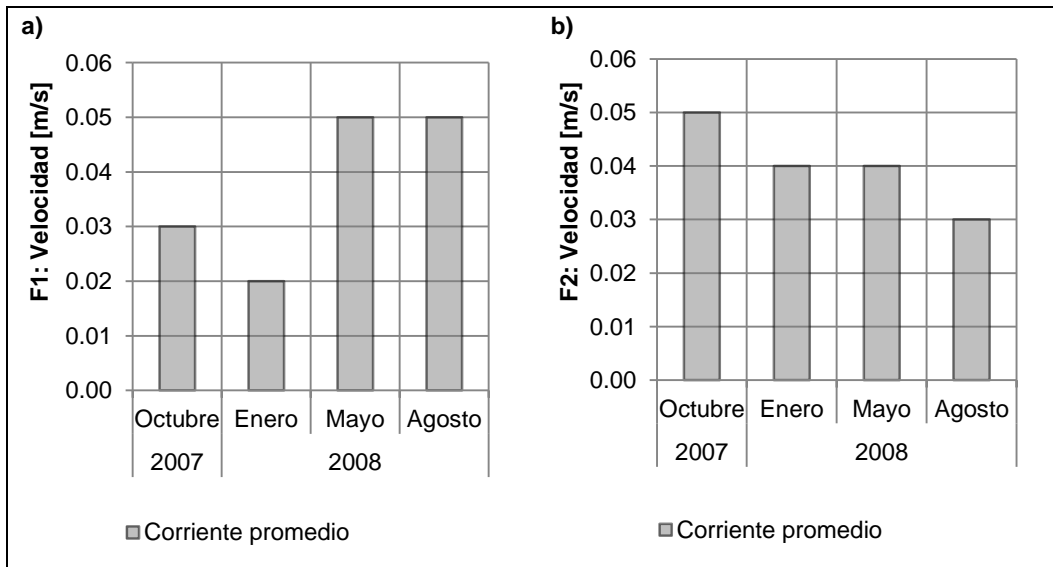 a)
F1: Velocidad [m/s]
0.06
0.05
0.04
0.03
0.02
0.01
0.00
Octubre Enero Mayo Agosto
2007 2008
Corriente promedio
b)
F2: Velocidad [m/s]
0.06
0.05
0.04
0.03
0.02
0.01
0.00
Octubre Enero Mayo Agosto
2007 2008
Corriente promedio